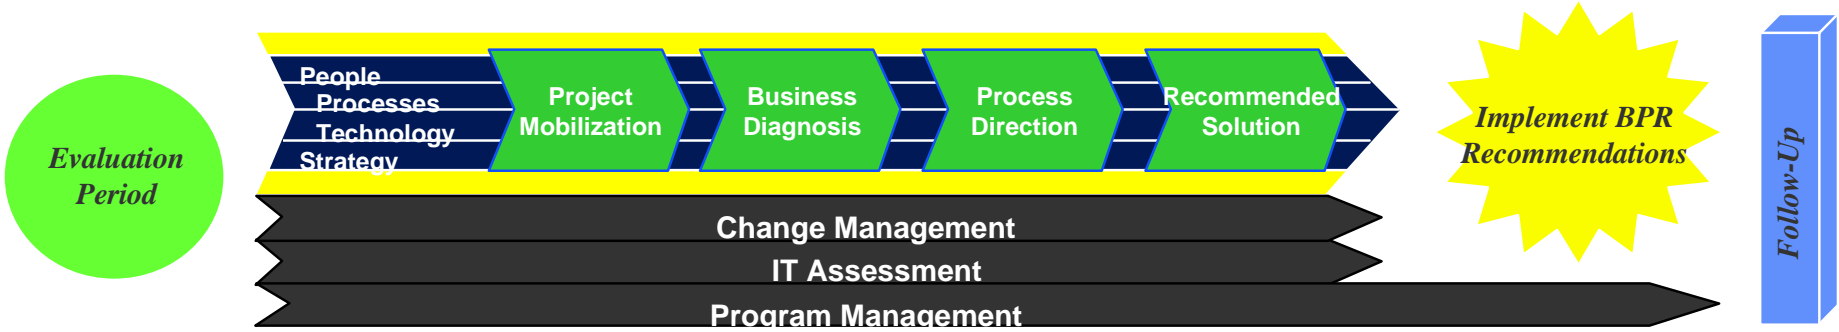 Evaluation
Period
People
Processes
Technology
Strategy
Project
Mobilization
Business
Diagnosis
Process
Direction
Recommended
Solution
Implement BPR
Recommendations
Follow-Up
Change Management
IT Assessment
Program Management